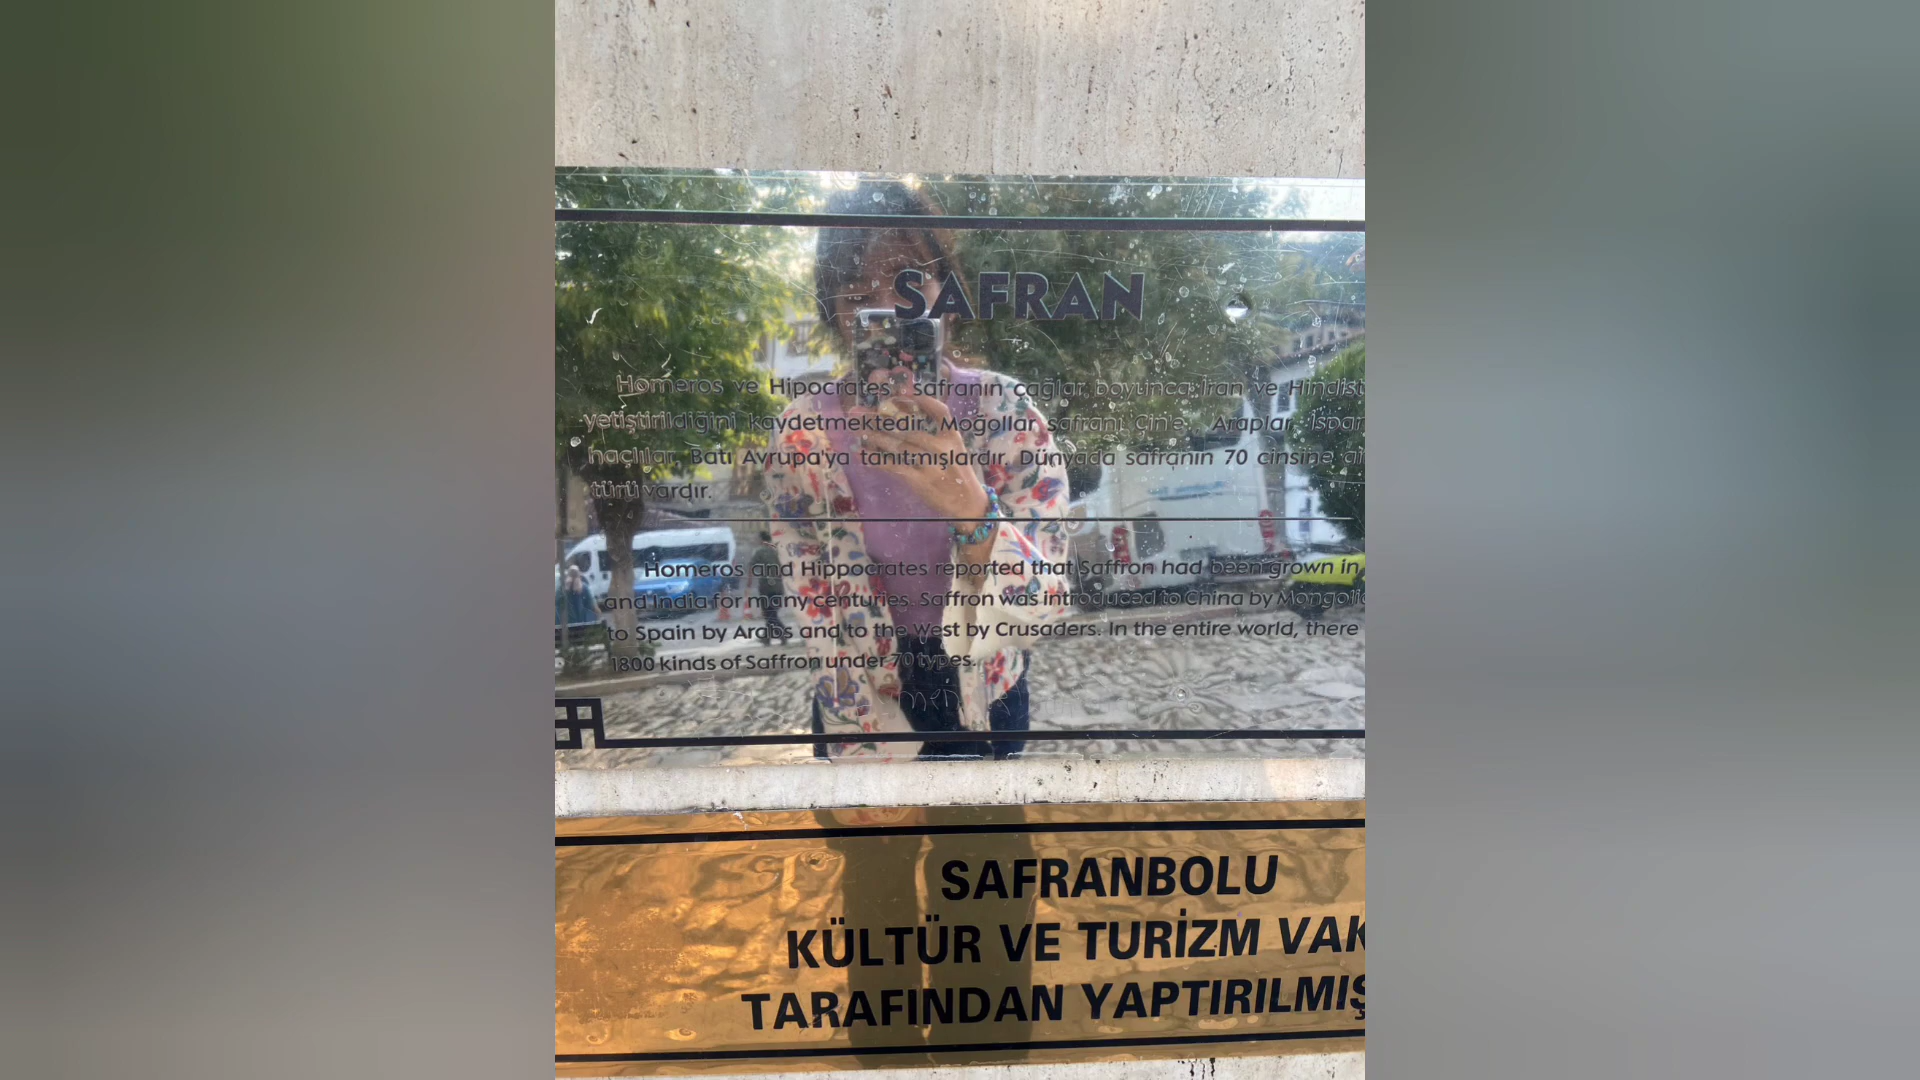 SAFRAN
Homeros ve Hipocrates, safranın çağlar boyunca İran ve Hindist
yetiştirildiğini kaydetmektedir. Moğollar safranı Çin'e, Araplar İspan
haçlılar Batı Avrupa'ya tanıtmışlardır. Dünyada safranın 70 cinsine ai
türü vardır.
Homeros and Hippocrates reported that Saffron had been grown in
and India for many centuries. Saffron was introduced to China by Mongolia
to Spain by Arabs and to the West by Crusaders. In the entire world, there
1800 kinds of Saffron under 70 types.
SAFRANBOLU
KÜLTÜR VE TURİZM VAK
TARAFINDAN YAPTIRILMIŞ